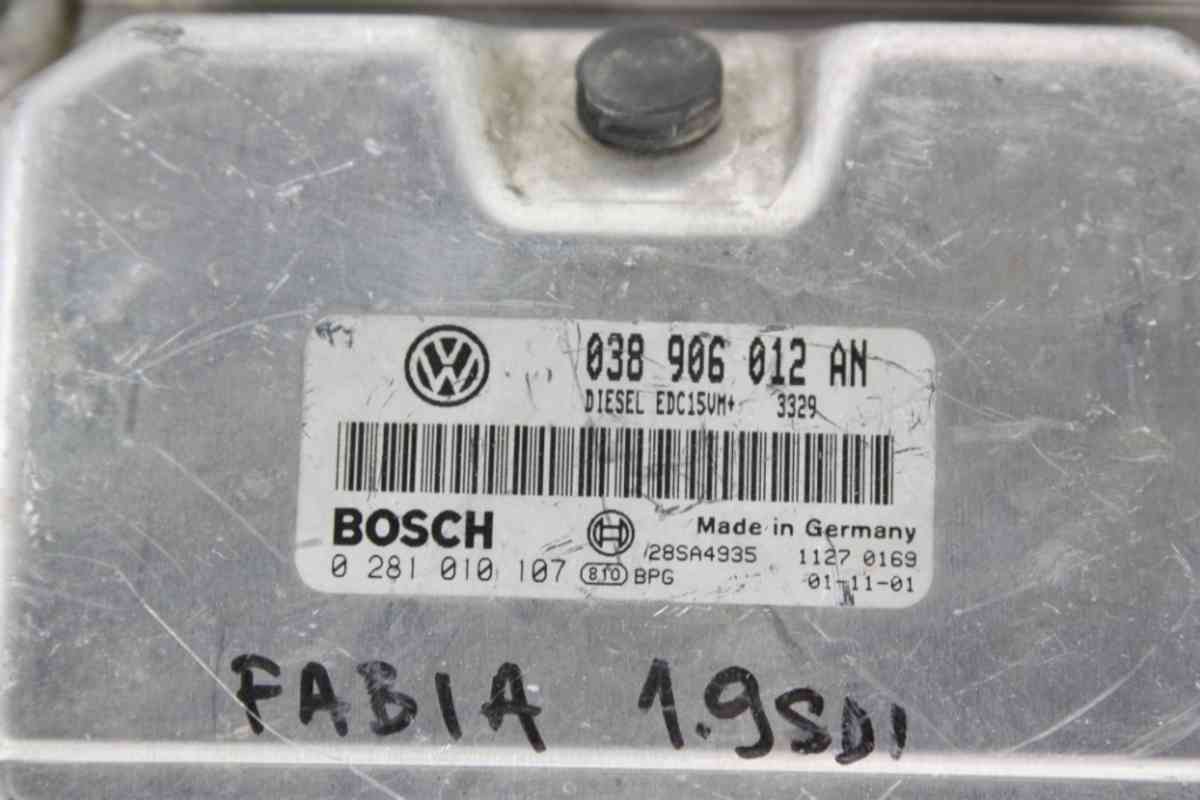 038 906 012 AN
DIESEL EDC15VM+ 3329
BOSCH
Made in Germany
28SA4935 1127 0169
0 281 010 107 810 BPG 01-11-01
FABIA 1.9SDI